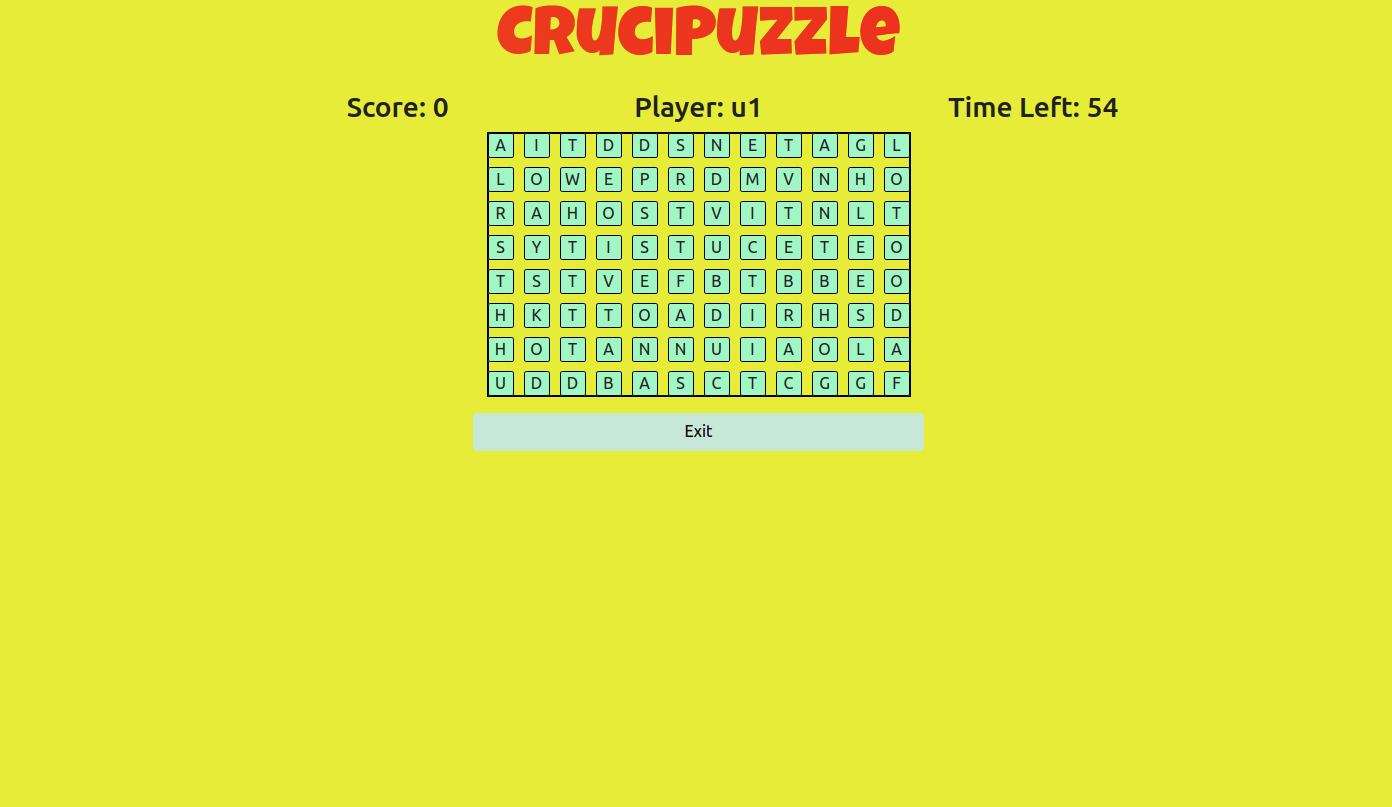 CRUCIPUZZLe
Score: 0 Player: u1 Time Left: 54
A I T D D S N E T A G L
L O W E P R D M V N H O
R A H O S T V I T N L T
S Y T I S T U C E T E O
T S T V E F B T B B E O
H K T T O A D I R H S D
H O T A N N U I A O L A
U D D B A S C T C G G F
Exit